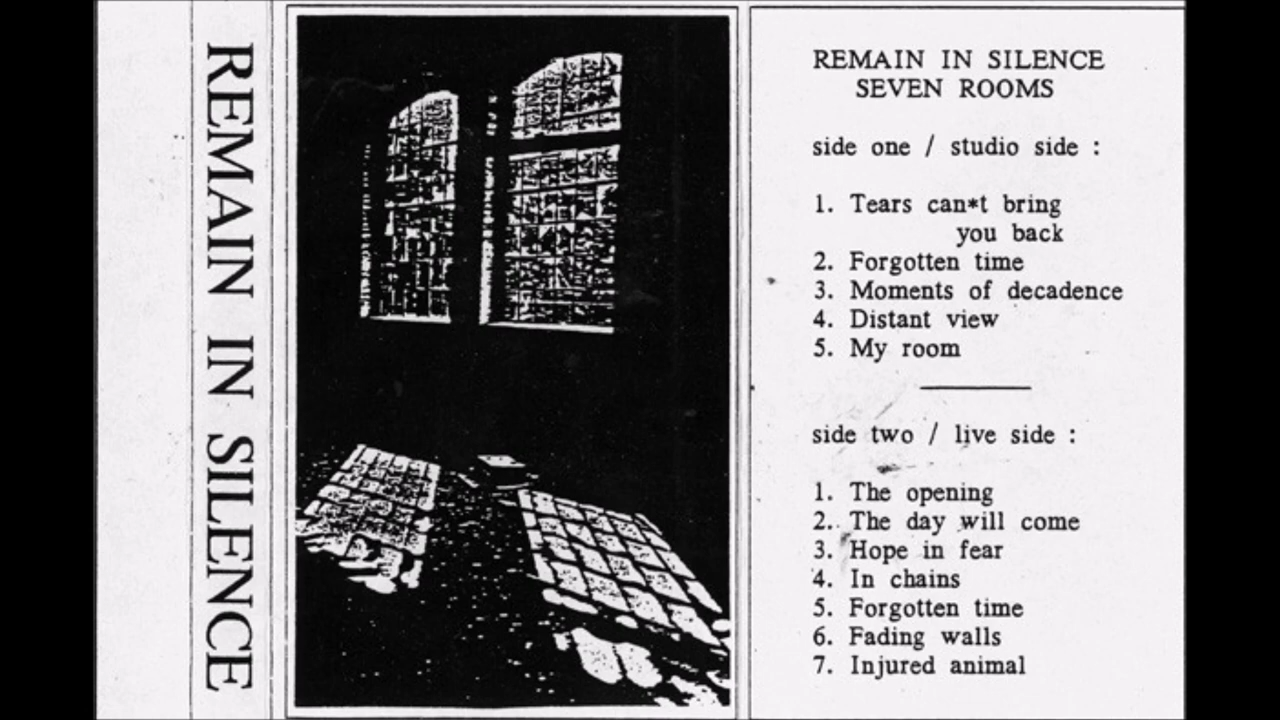 REMAIN IN SILENCE
REMAIN IN SILENCE
SEVEN ROOMS
side one / studio side :
1. Tears can*t bring
you back
2. Forgotten time
3. Moments of decadence
4. Distant view
5. My room
side two / live side :
1. The opening
2. The day will come
3. Hope in fear
4. In chains
5. Forgotten time
6. Fading walls
7. Injured animal